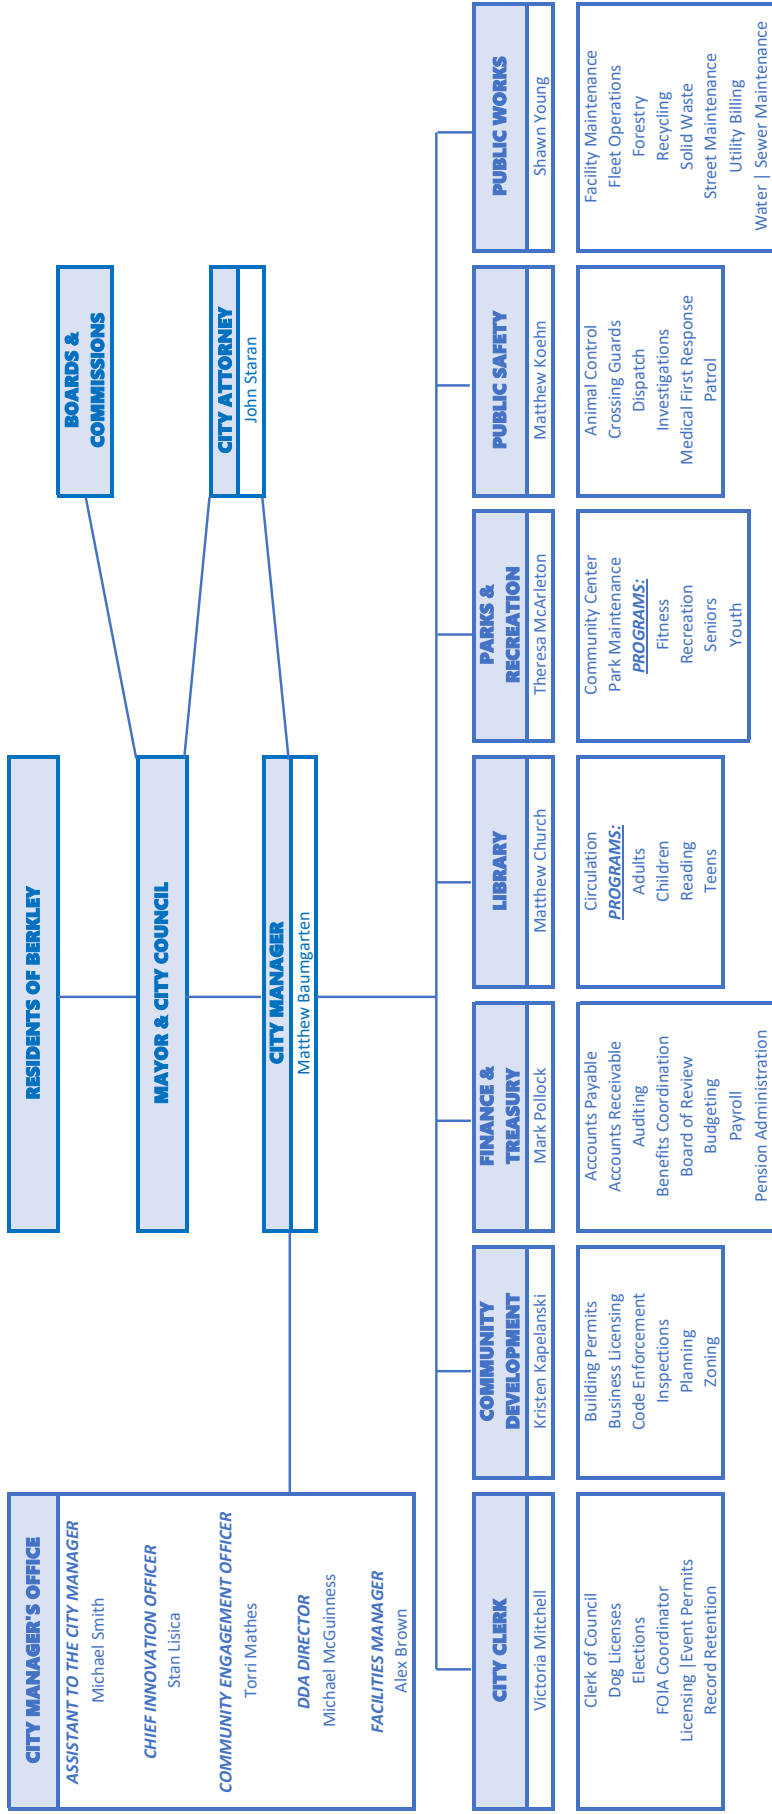 RESIDENTS OF BERKLEY
MAYOR & CITY COUNCIL
BOARDS &
COMMISSIONS
CITY ATTORNEY
John Staran
CITY MANAGER
Matthew Baumgarten
CITY MANAGER'S OFFICE
ASSISTANT TO THE CITY MANAGER
Michael Smith
CHIEF INNOVATION OFFICER
Stan Lisica
COMMUNITY ENGAGEMENT OFFICER
Torri Mathes
DDA DIRECTOR
Michael McGuinness
FACILITIES MANAGER
Alex Brown
CITY CLERK
Victoria Mitchell
Clerk of Council
Dog Licenses
Elections
FOIA Coordinator
Licensing |Event Permits
Record Retention
COMMUNITY
DEVELOPMENT
Kristen Kapelanski
Building Permits
Business Licensing
Code Enforcement
Inspections
Planning
Zoning
FINANCE &
TREASURY
Mark Pollock
Accounts Payable
Accounts Receivable
Auditing
Benefits Coordination
Board of Review
Budgeting
Payroll
Pension Administration
LIBRARY
Matthew Church
Circulation
PROGRAMS:
Adults
Children
Reading
Teens
PARKS &
RECREATION
Theresa McArleton
Community Center
Park Maintenance
PROGRAMS:
Fitness
Recreation
Seniors
Youth
PUBLIC SAFETY
Matthew Koehn
Animal Control
Crossing Guards
Dispatch
Investigations
Medical First Response
Patrol
PUBLIC WORKS
Shawn Young
Facility Maintenance
Fleet Operations
Forestry
Recycling
Solid Waste
Street Maintenance
Utility Billing
Water | Sewer Maintenance